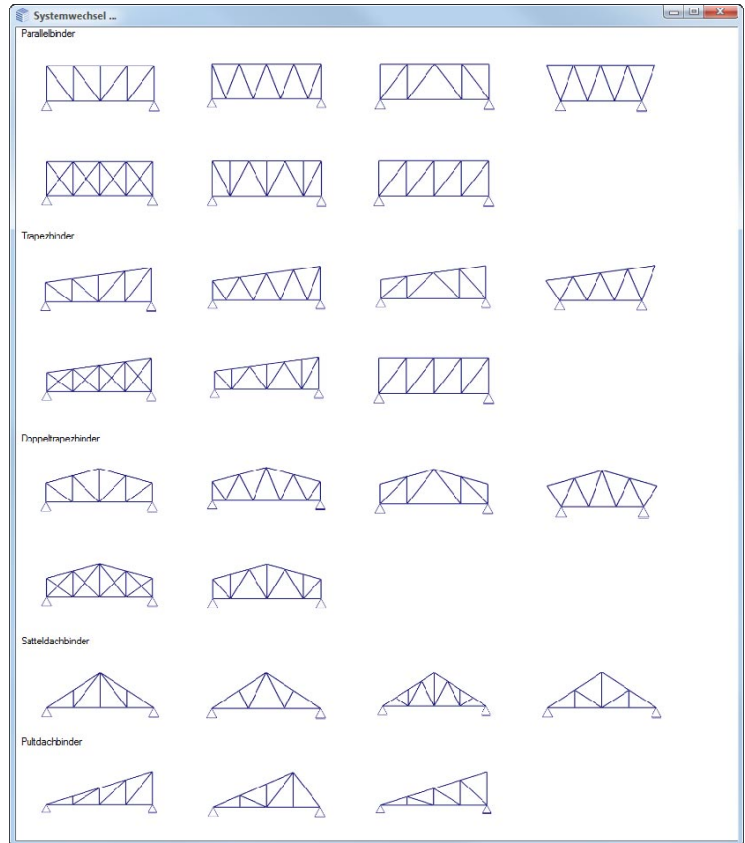 Systemwechsel ...
Parallelbinder
Trapezbinder
Doppeltrapezbinder
Satteldachbinder
Pultdachbinder